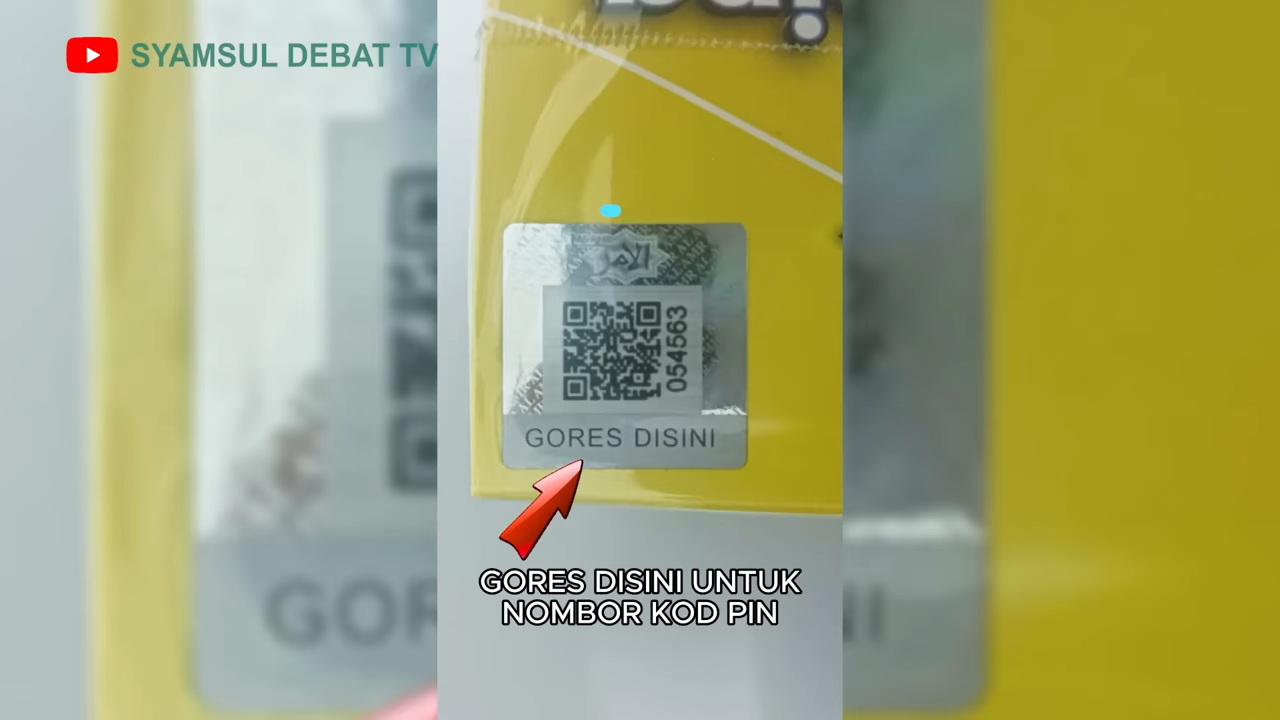 SYAMSUL DEBAT TV
054563
GORES DISINI
GORES DISINI UNTUK
NOMBOR KOD PIN